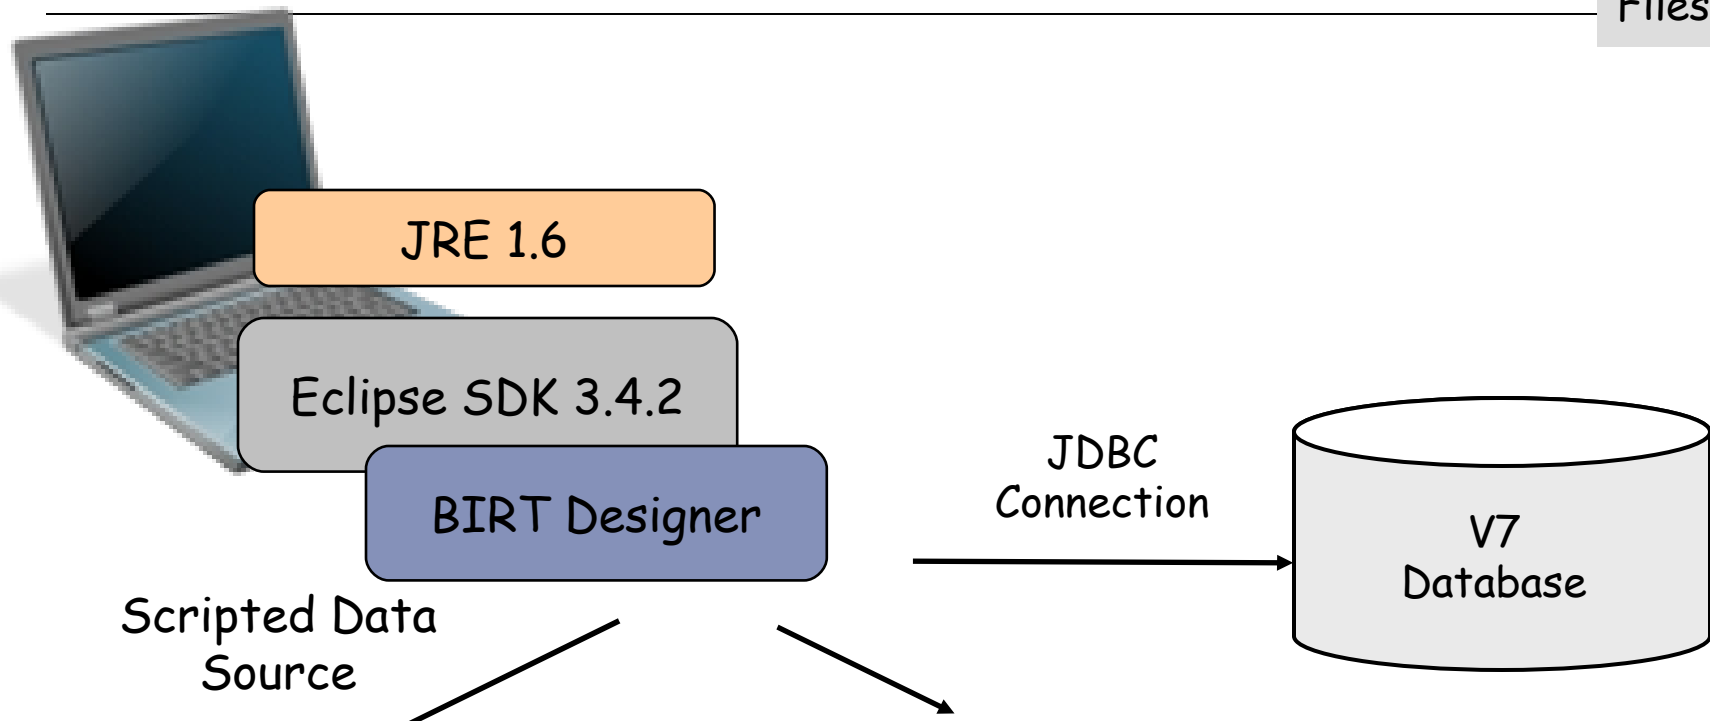 Files
JRE 1.6
Eclipse SDK 3.4.2
BIRT Designer
JDBC
Connection
V7
Database
Scripted Data
Source